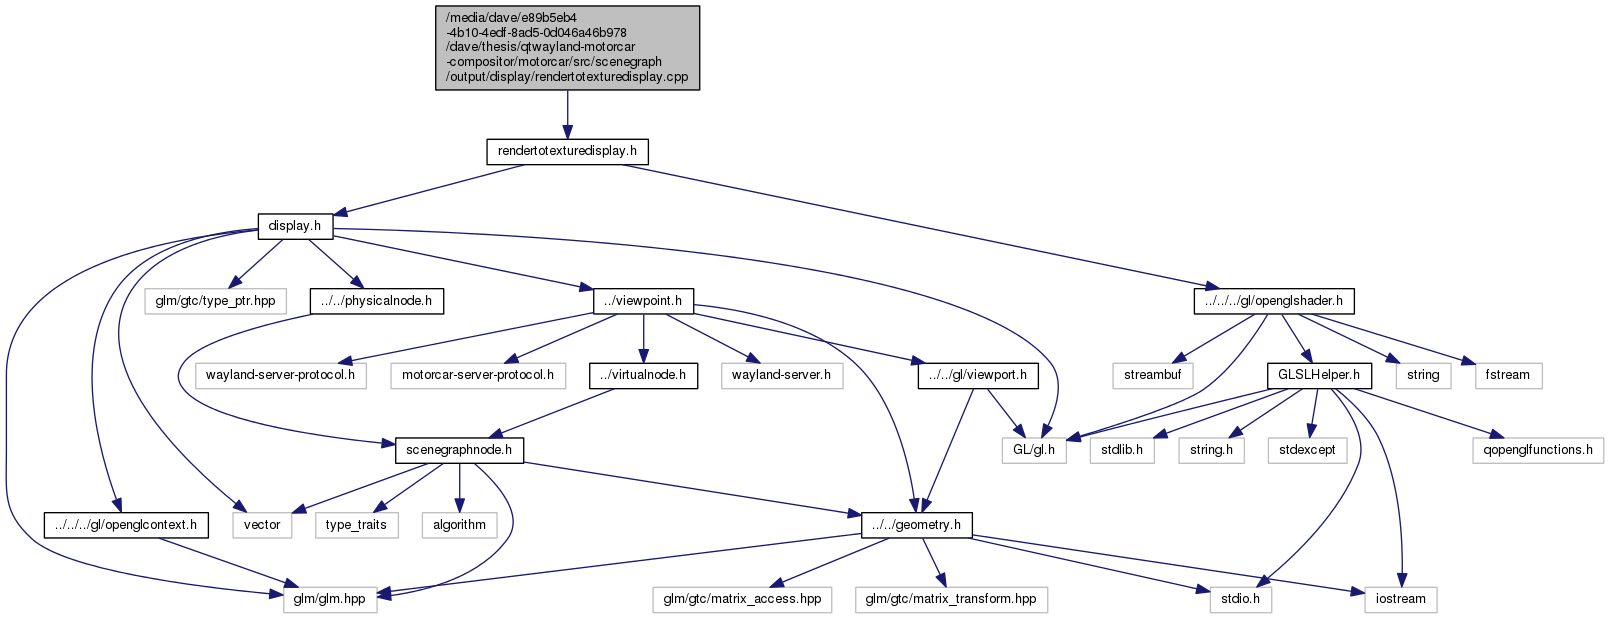 /media/dave/e89b5eb4
-4b10-4edf-8ad5-0d046a46b978
/dave/thesis/qtwayland-motorcar
-compositor/motorcar/src/scenegraph
/output/display/rendertotexturedisplay.cpp
rendertotexturedisplay.h
display.h
glm/gtc/type_ptr.hpp
../../physicalnode.h
../viewpoint.h
../../../gl/openglshader.h
wayland-server-protocol.h
motorcar-server-protocol.h
../virtualnode.h
wayland-server.h
../../gl/viewport.h
streambuf
GLSLHelper.h
string
fstream
scenegraphnode.h
GL/gl.h
stdlib.h
string.h
stdexcept
qopenglfunctions.h
../../../gl/openglcontext.h
vector
type_traits
algorithm
../../geometry.h
glm/glm.hpp
glm/gtc/matrix_access.hpp
glm/gtc/matrix_transform.hpp
stdio.h
iostream